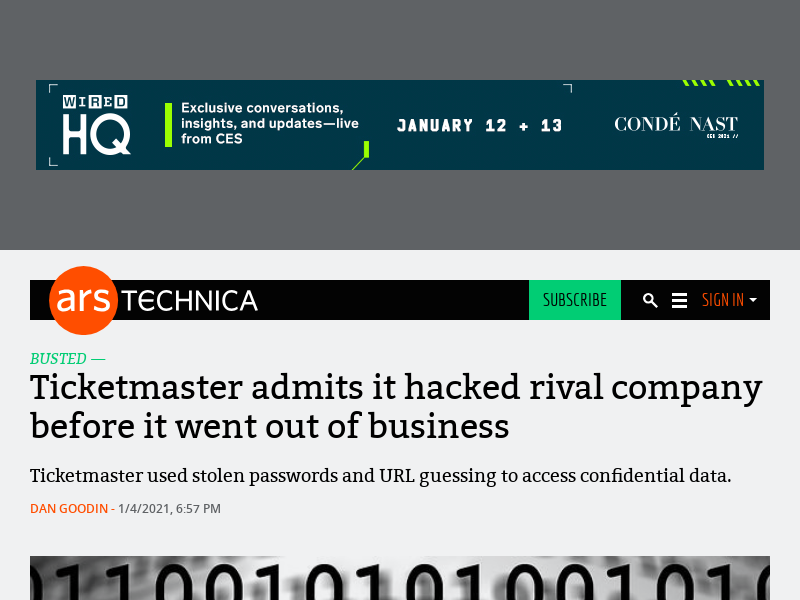 WIRED
HQ
Exclusive conversations,
insights, and updates—live
from CES
JANUARY 12 + 13
CONDÉ NAST
CES 2021 //
ars TECHNICA
SUBSCRIBE
SIGN IN
BUSTED —
Ticketmaster admits it hacked rival company
before it went out of business
Ticketmaster used stolen passwords and URL guessing to access confidential data.
DAN GOODIN - 1/4/2021, 6:57 PM
01100101010010101